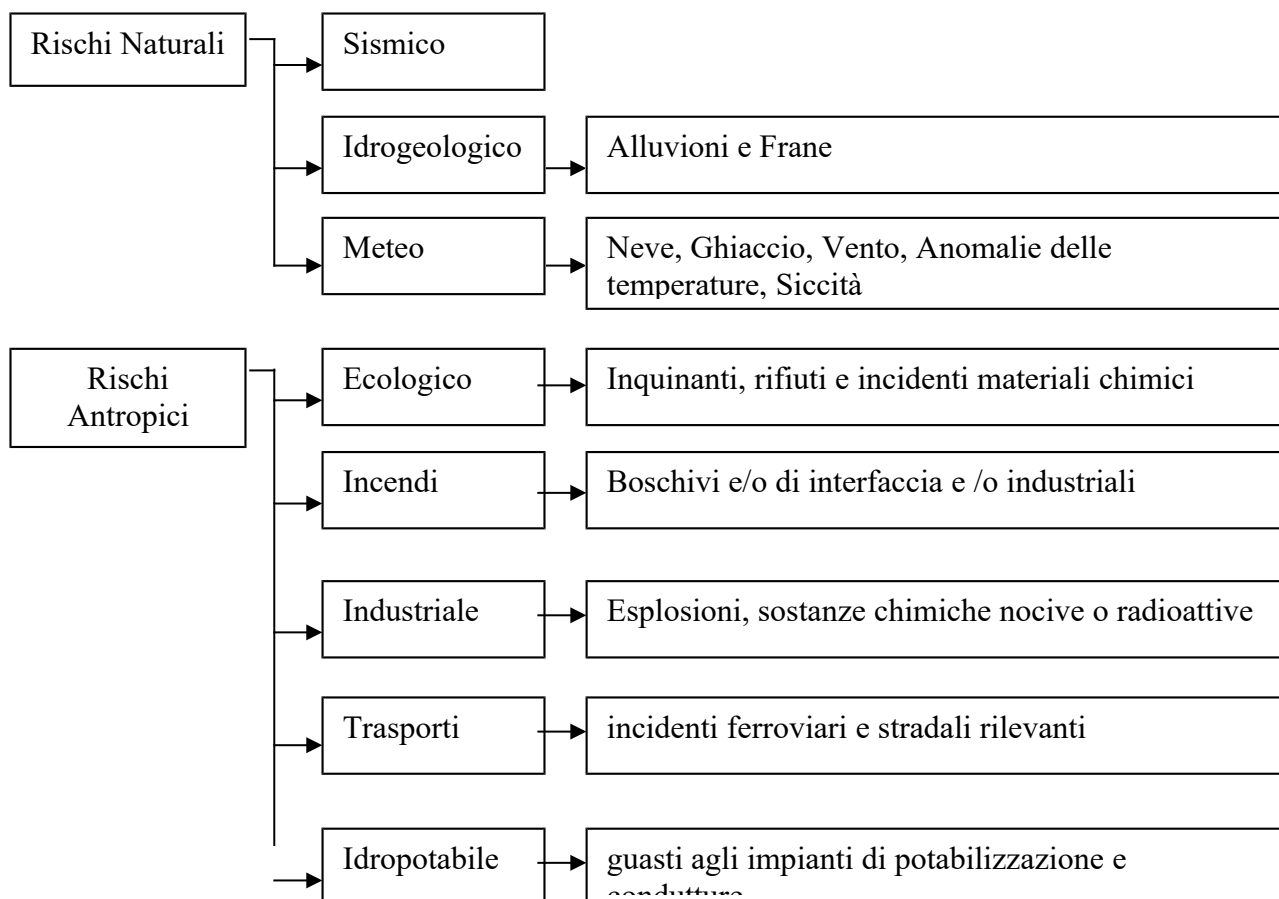 Rischi Naturali
Sismico
Idrogeologico
Alluvioni e Frane
Meteo
Neve, Ghiaccio, Vento, Anomalie delle
temperature, Siccità
Rischi
Antropici
Ecologico
Inquinanti, rifiuti e incidenti materiali chimici
Incendi
Boschivi e/o di interfaccia e /o industriali
Industriale
Esplosioni, sostanze chimiche nocive o radioattive
Trasporti
incidenti ferroviari e stradali rilevanti
Idropotabile
guasti agli impianti di potabilizzazione e
condutture